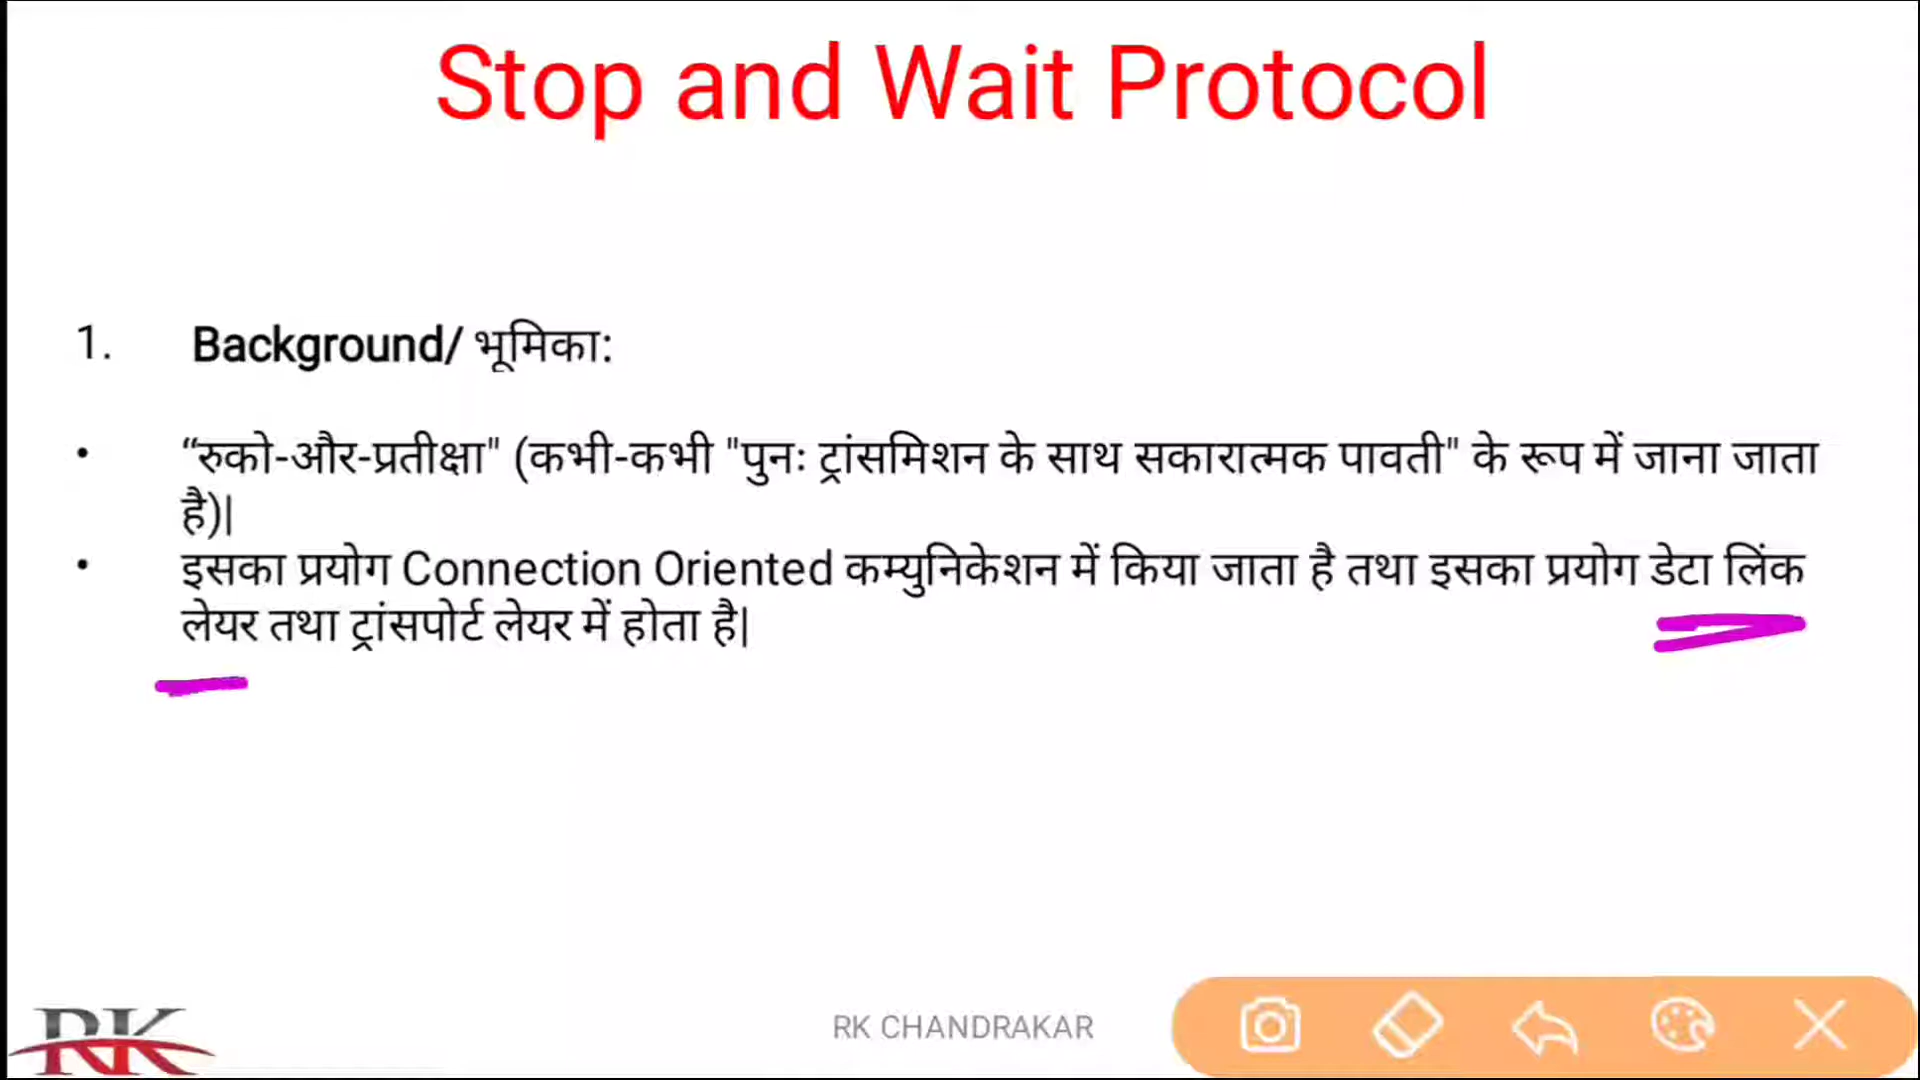 Stop and Wait Protocol
1. Background/ भूमिका:
• “रुको-और-प्रतीक्षा" (कभी-कभी "पुनः ट्रांसमिशन के साथ सकारात्मक पावती" के रूप में जाना जाता
है)|
• इसका प्रयोग Connection Oriented कम्युनिकेशन में किया जाता है तथा इसका प्रयोग डेटा लिंक
लेयर तथा ट्रांसपोर्ट लेयर में होता है|
RK
RK CHANDRAKAR